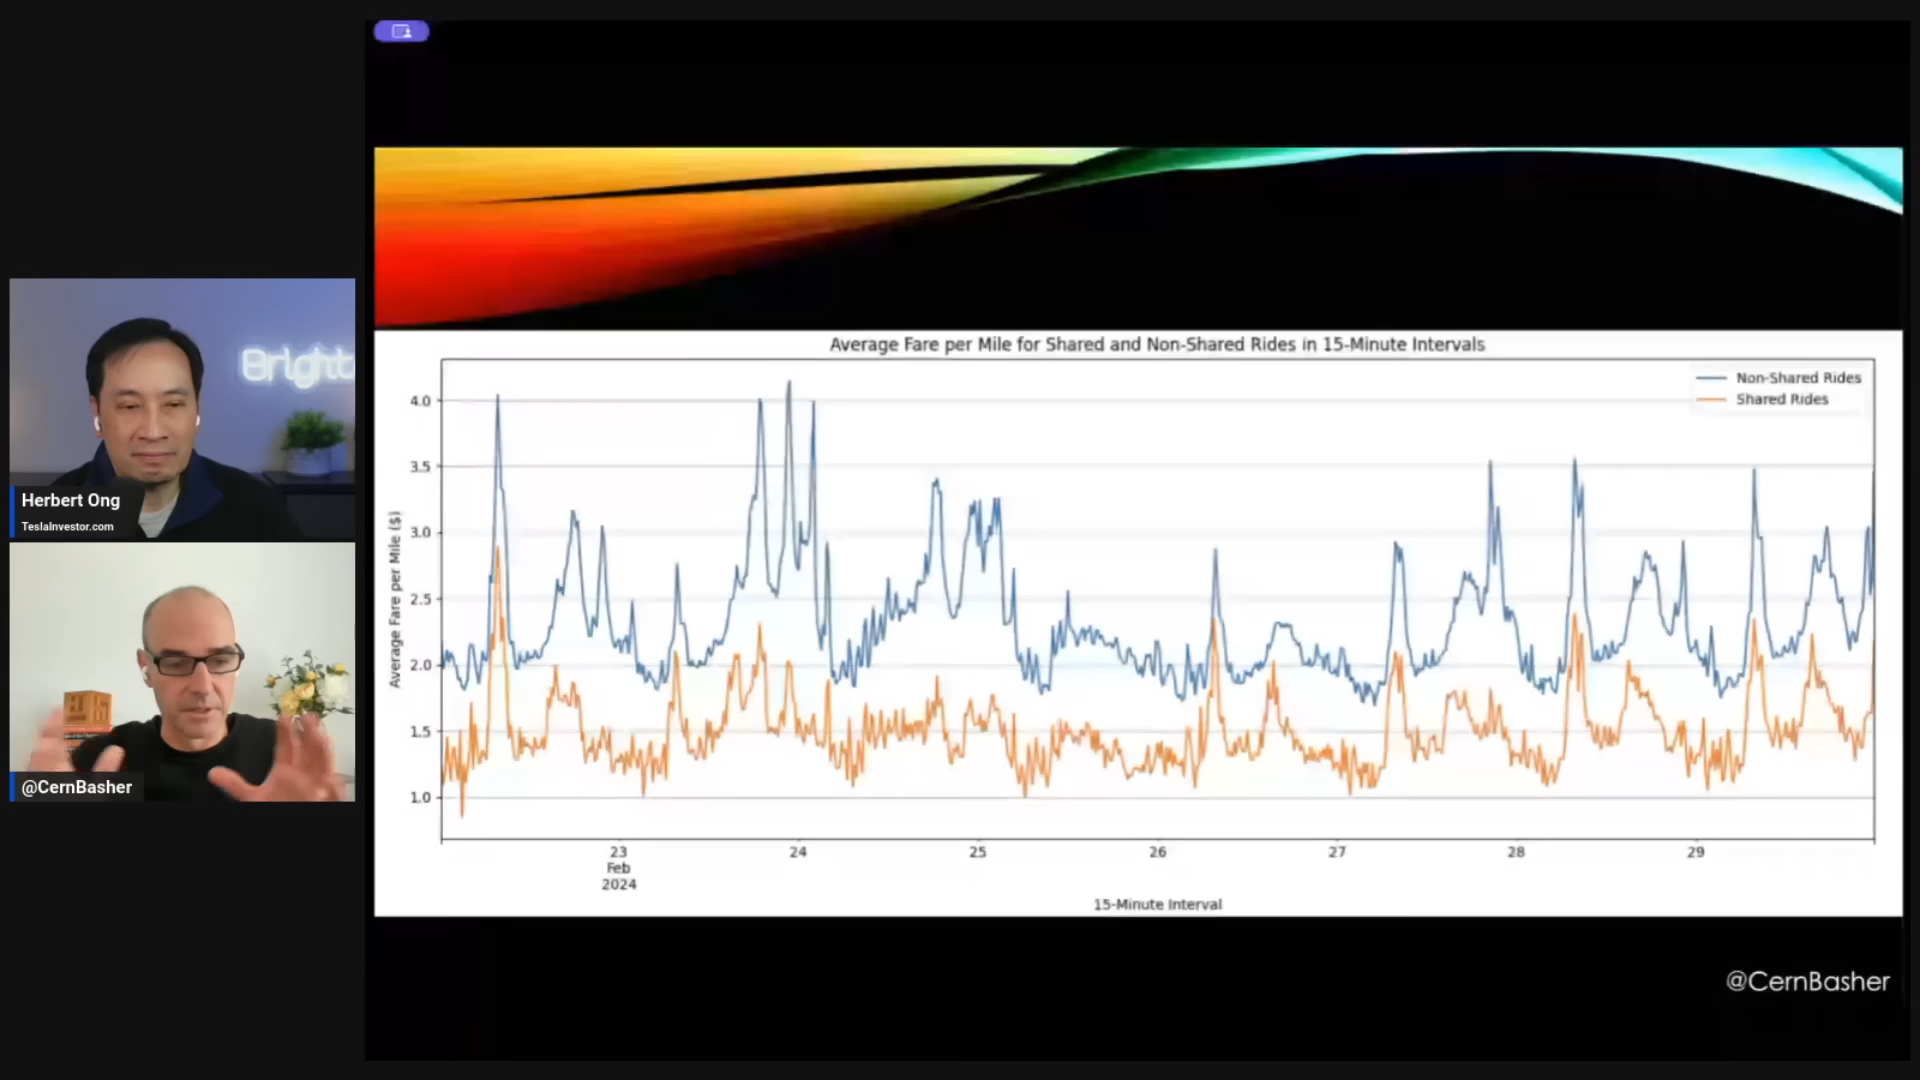 Average Fare per Mile for Shared and Non-Shared Rides in 15-Minute Intervals
Non-Shared Rides
Shared Rides
Average Fare per Mile ($)
4.0
3.5
3.0
2.5
2.0
1.5
1.0
23
Feb
2024
24
25
26
27
28
29
15-Minute Interval
@CernBasher
Bright
Herbert Ong
TeslaInvestor.com
@CernBasher